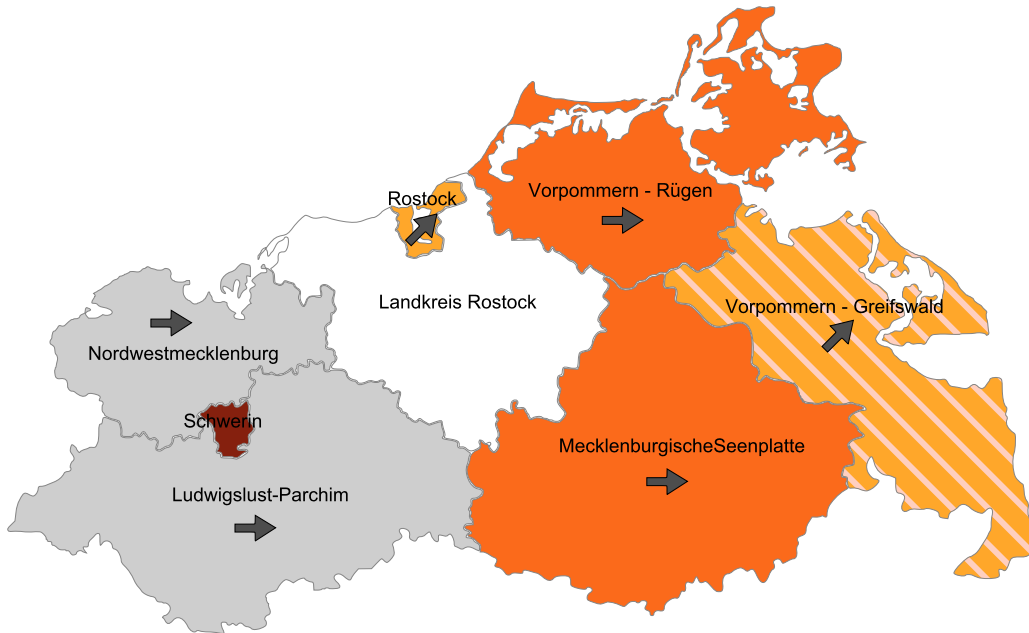 Vorpommern - Rügen
Rostock
Landkreis Rostock
Vorpommern - Greifswald
Nordwestmecklenburg
Schwerin
MecklenburgischeSeenplatte
Ludwigslust-Parchim